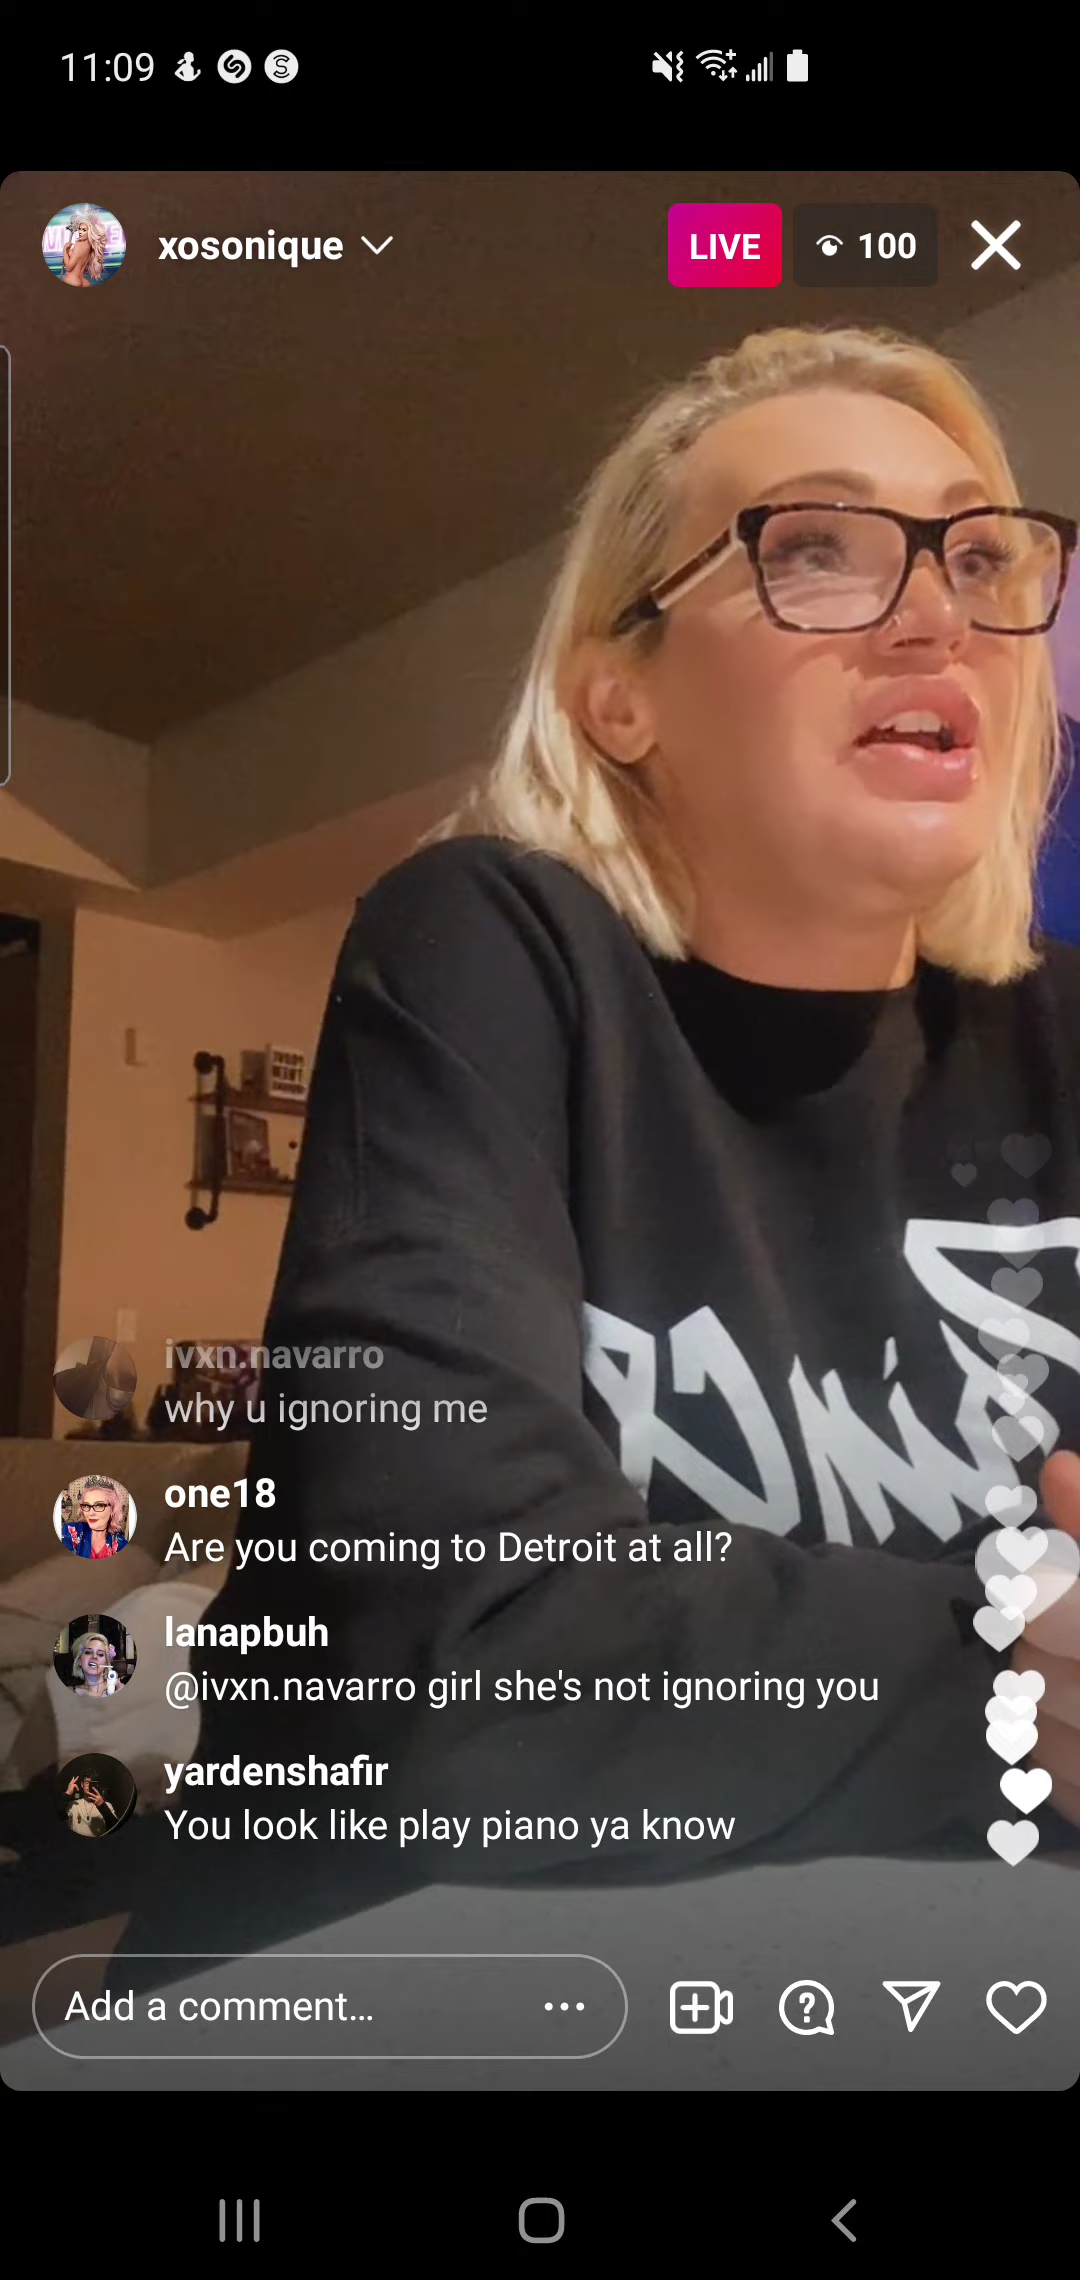 11:09
xosonique
LIVE
100
ivxn.navarro
why u ignoring me
one18
Are you coming to Detroit at all?
lanapbuh
@ivxn.navarro girl she's not ignoring you
yardenshafir
You look like play piano ya know
Add a comment...